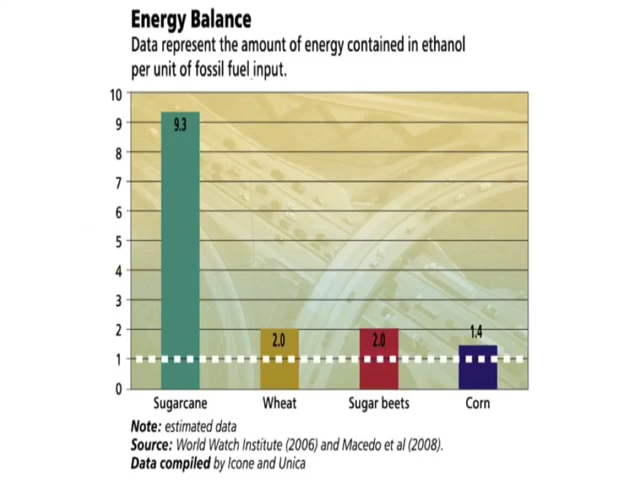 Energy Balance
Data represent the amount of energy contained in ethanol
per unit of fossil fuel input.
10
9
8
7
6
5
4
3
2
1
0
9.3
2.0
2.0
1.4
Sugarcane
Wheat
Sugar beets
Corn
Note: estimated data
Source: World Watch Institute (2006) and Macedo et al (2008).
Data compiled by Icone and Unica